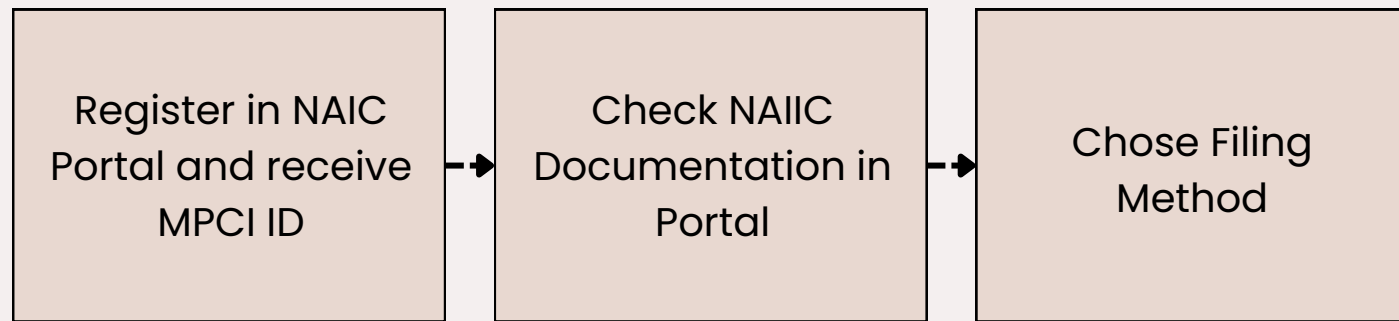 Register in NAIC
Portal and receive
MPCI ID
Check NAIIC
Documentation in
Portal
Chose Filing
Method